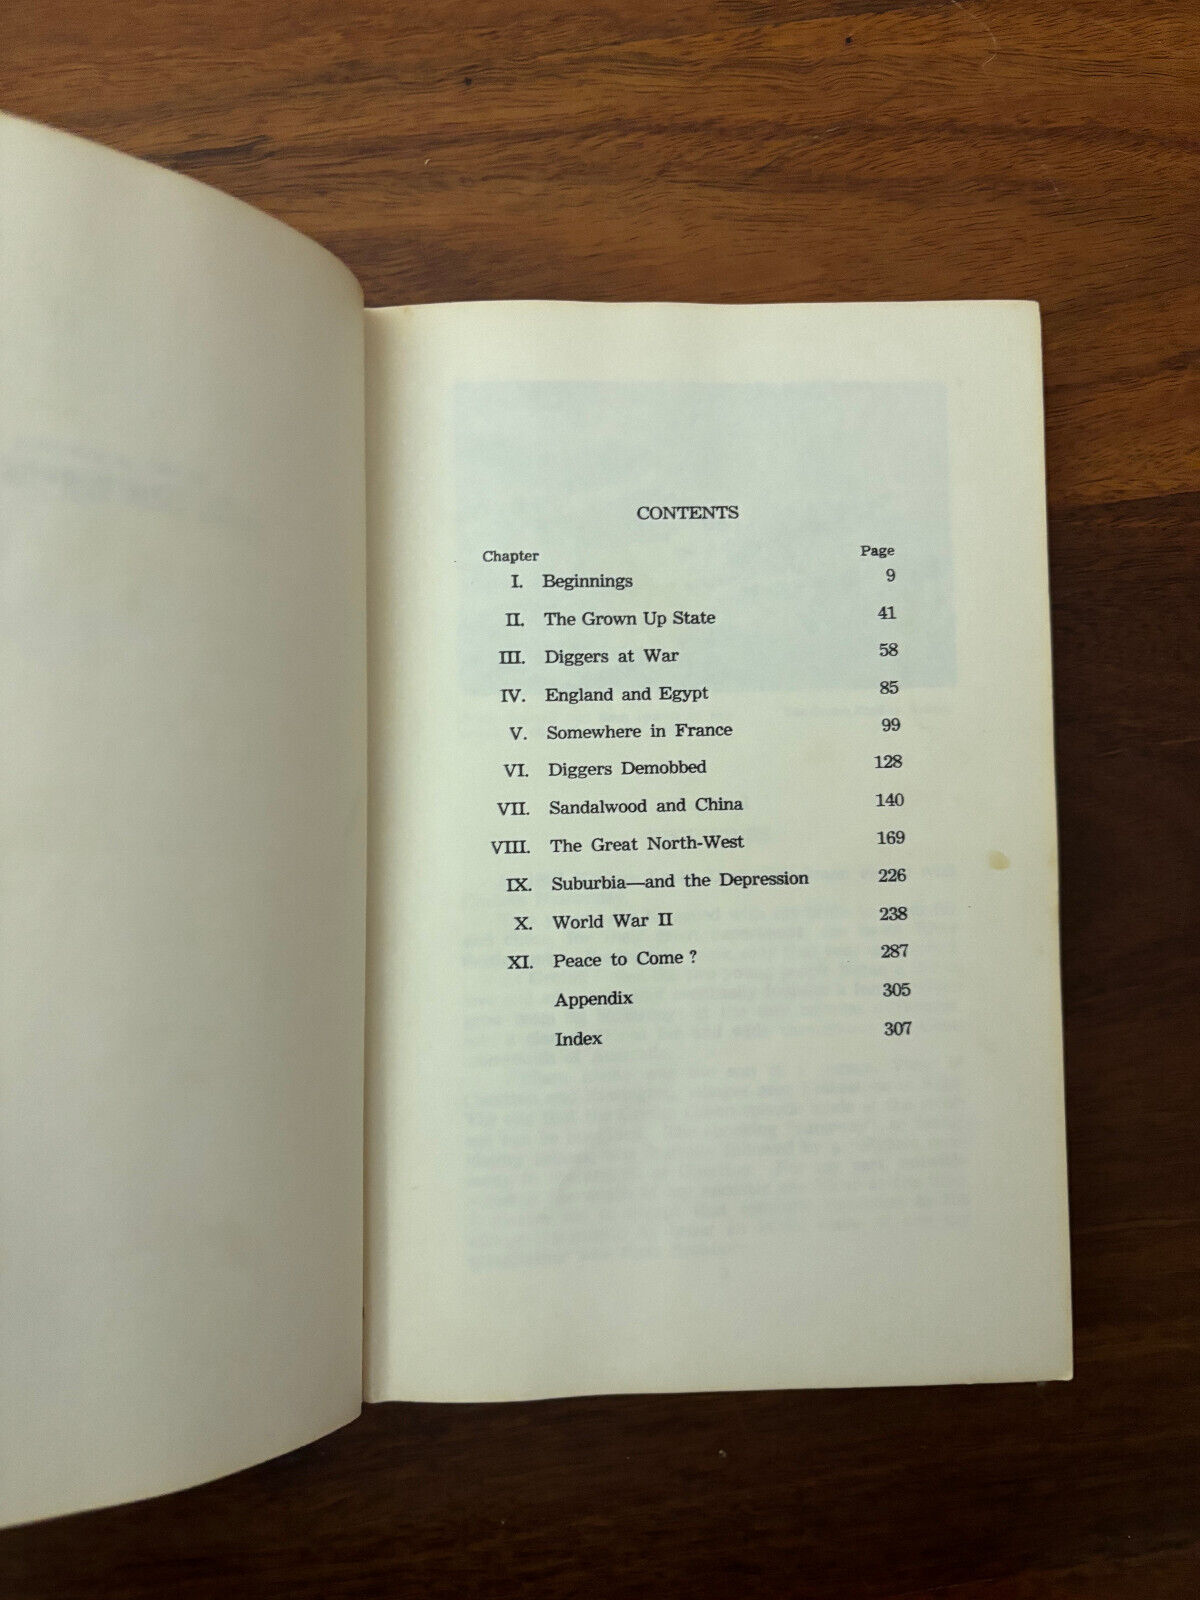 CONTENTS
Chapter Page
I. Beginnings 9
II. The Grown Up State 41
III. Diggers at War 58
IV. England and Egypt 85
V. Somewhere in France 99
VI. Diggers Demobbed 128
VII. Sandalwood and China 140
VIII. The Great North-West 169
IX. Suburbia—and the Depression 226
X. World War II 238
XI. Peace to Come ? 287
Appendix 305
Index 307